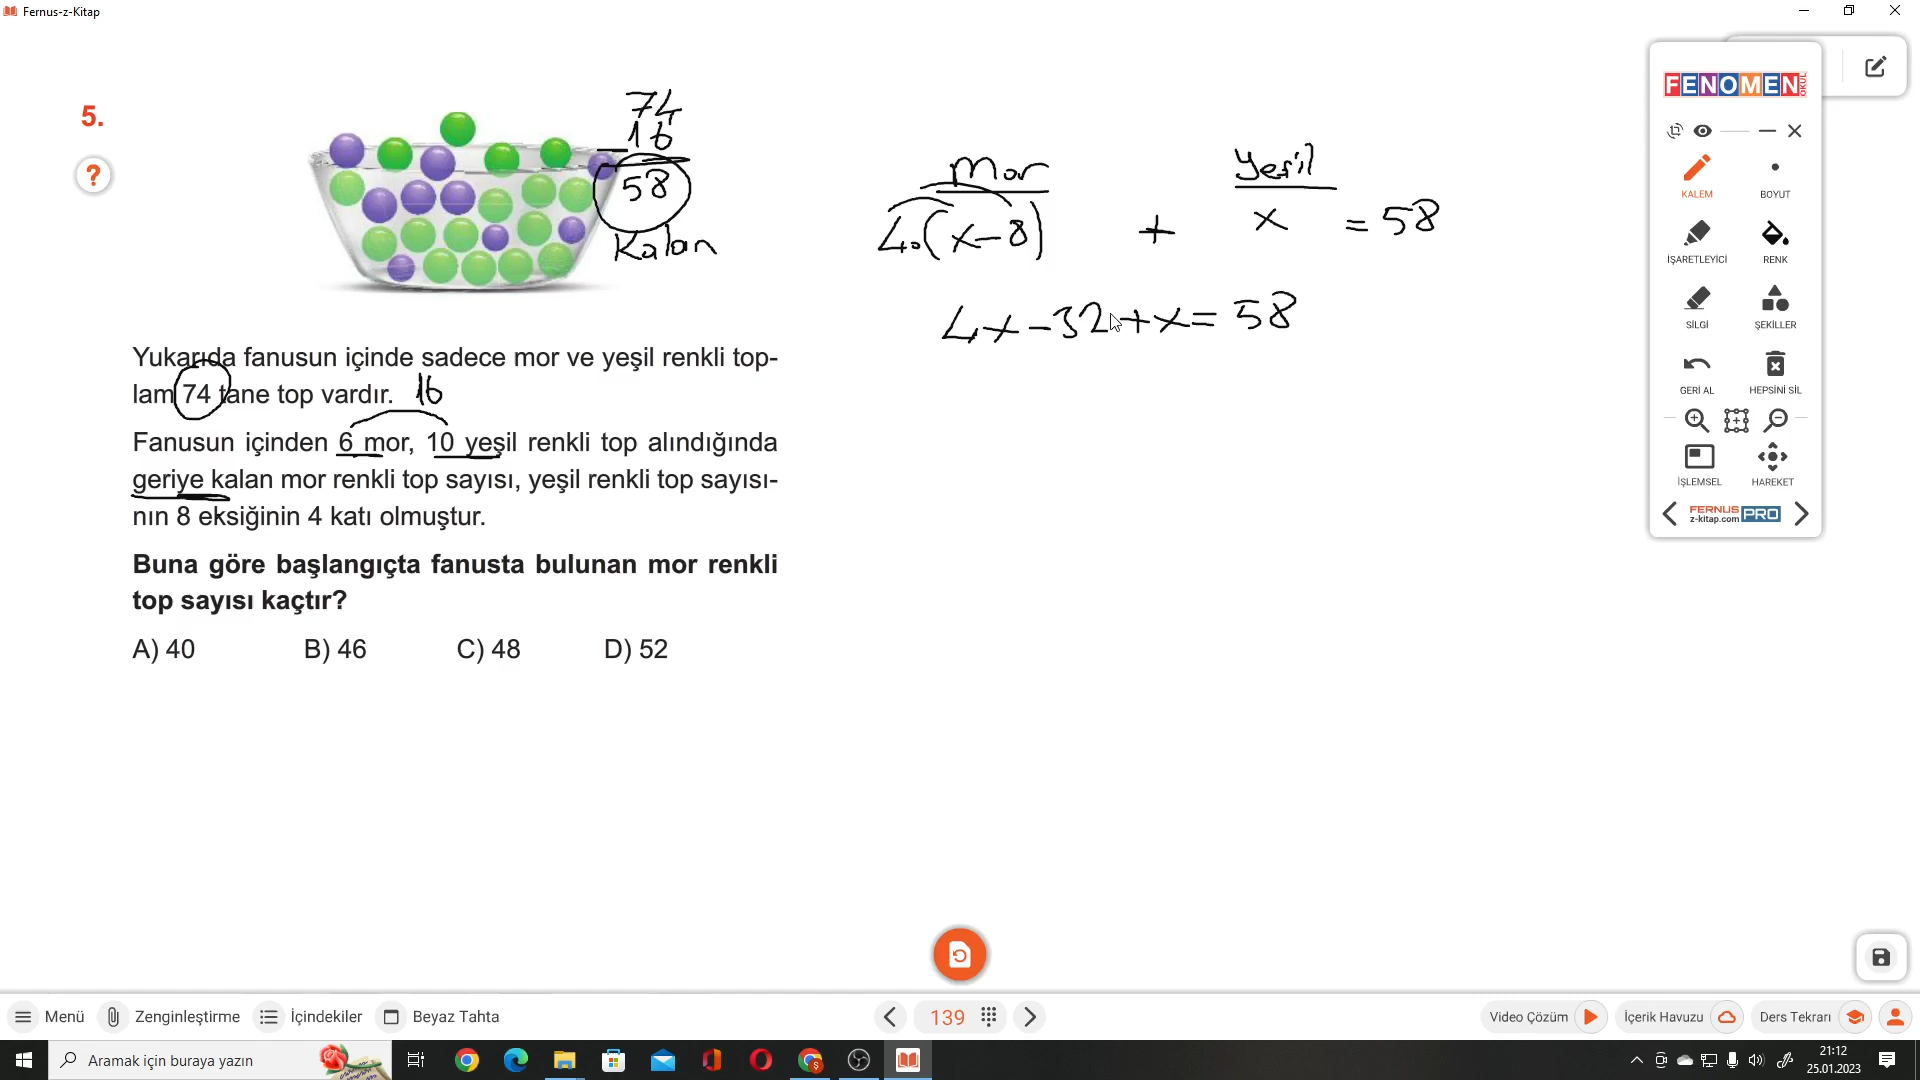 Fernus-z-Kitap
5.
?
74
16
58
Kalan
Mor
Yeşil
4.(x-8) + x = 58
4x-32+x= 58
Yukarıda fanusun içinde sadece mor ve yeşil renkli top-
lam 74 tane top vardır.
16
Fanusun içinden 6 mor, 10 yeşil renkli top alındığında
geriye kalan mor renkli top sayısı, yeşil renkli top sayısı-
nın 8 eksiğinin 4 katı olmuştur.
Buna göre başlangıçta fanusta bulunan mor renkli
top sayısı kaçtır?
A) 40 B) 46 C) 48 D) 52
FENOMEN OKUL
KALEM BOYUT
İŞARETLEYİCİ RENK
SİLGİ ŞEKİLLER
GERİ AL HEPSİNİ SİL
İŞLEMSEL HAREKET
FERNUS
z-kitap.com PRO
Menü Zenginleştirme İçindekiler Beyaz Tahta 139 Video Çözüm İçerik Havuzu Ders Tekrarı
Aramak için buraya yazın
21:12
25.01.2023